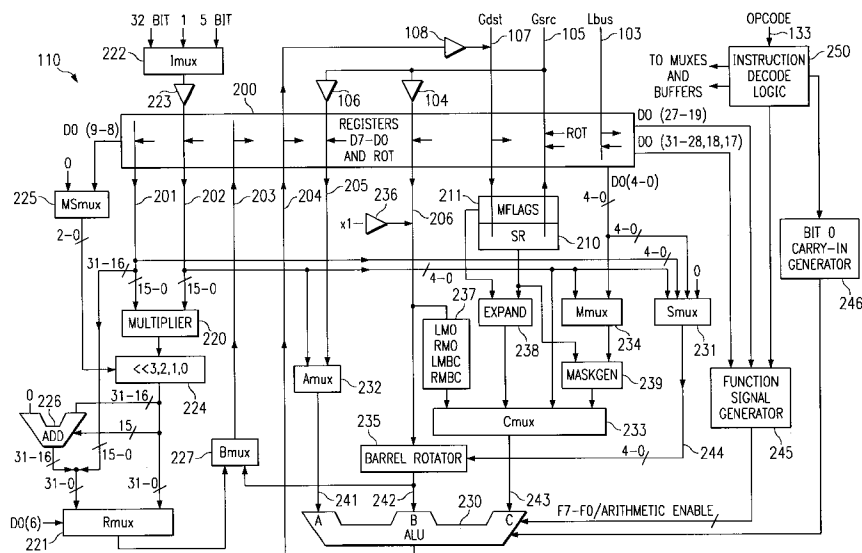 32 BIT 1 5 BIT
Imux
222
110
223
200
108
Gdst Gsrc Lbus
107 105 103
106
104
OPCODE
133
250
TO MUXES
AND
BUFFERS
INSTRUCTION
DECODE
LOGIC
DO (9-8)
REGISTERS
D7-D0
AND ROT
ROT
DO (27-19)
DO (31-28,18,17)
0
225
MSmux
201
202
203
204
205
236
x1
206
211
MFLAGS
SR
210
DO(4-0)
4-0
2-0
4-0
4-0
0
BIT 0
CARRY-IN
GENERATOR
246
31-16
15-0
15-0
4-0
MULTIPLIER
220
237
LMO
RMO
LMBC
RMBC
EXPAND
238
Mmux
234
Smux
231
<<3,2,1,0
224
Amux
232
MASKGEN
239
FUNCTION
SIGNAL
GENERATOR
245
0
226
ADD
31-16
15
Cmux
233
31-16
15-0
227
Bmux
235
BARREL ROTATOR
4-0
244
31-0
31-0
241
242
230
243
F7-F0/ARITHMETIC ENABLE
DO(6)
Rmux
221
A B C
ALU